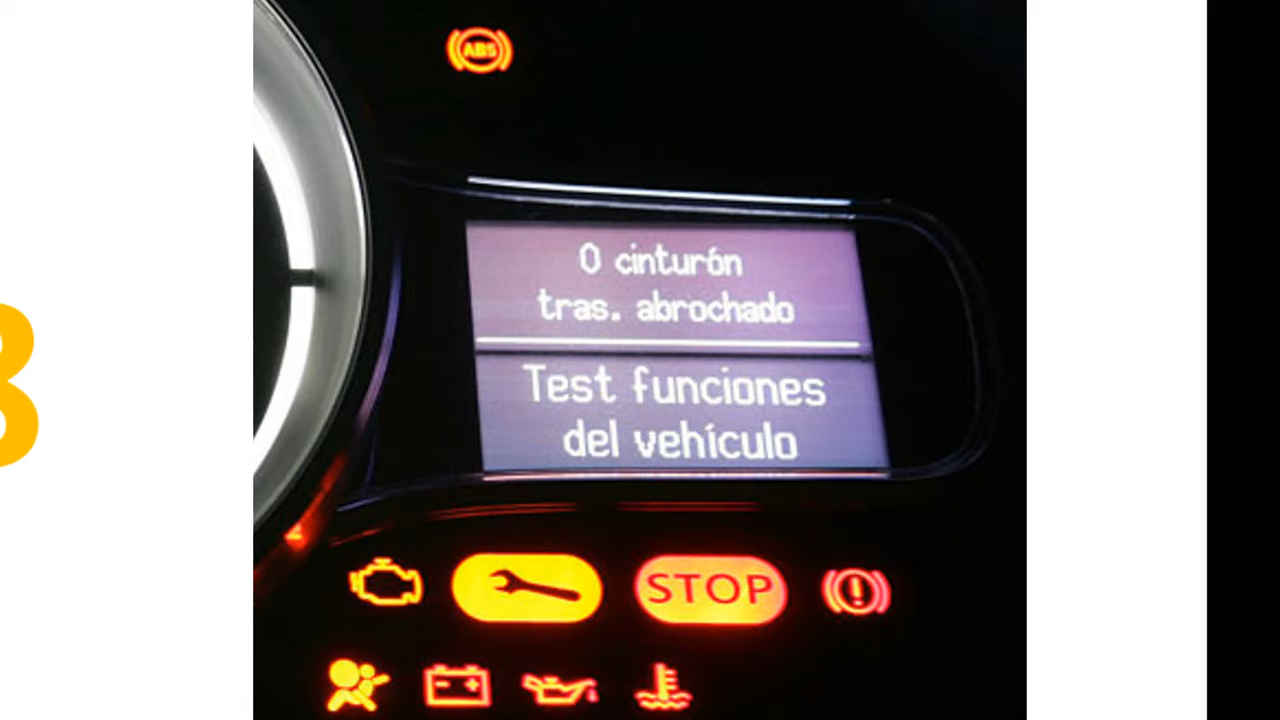 ABS
0 cinturón
tras. abrochado
Test funciones
del vehículo
STOP